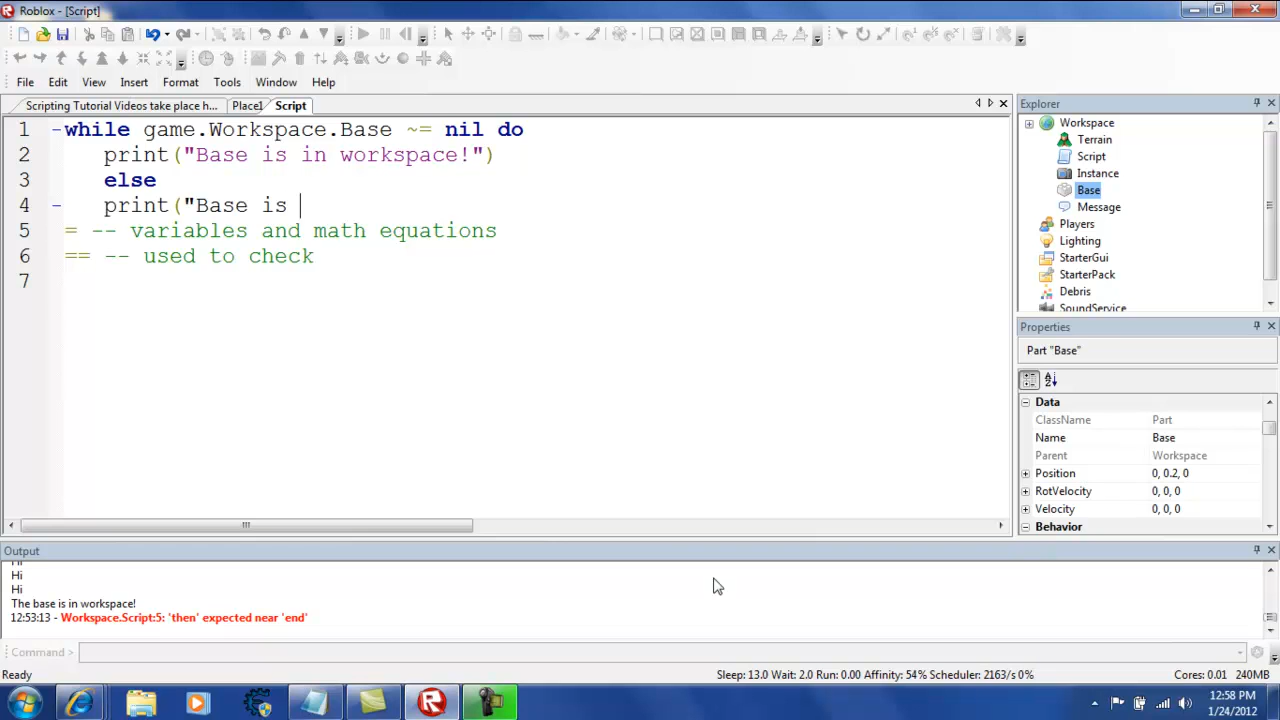 Roblox - [Script]
File Edit View Insert Format Tools Window Help
Scripting Tutorial Videos take place h... Place1 Script
1 while game.Workspace.Base ~= nil do
2 print("Base is in workspace!")
3 else
4 print("Base is
5 = -- variables and math equations
6 == -- used to check
7
Explorer
Workspace
Terrain
Script
Instance
Base
Message
Players
Lighting
StarterGui
StarterPack
Debris
SoundService
Properties
Part "Base"
Data
ClassName Part
Name Base
Parent Workspace
Position 0, 0.2, 0
RotVelocity 0, 0, 0
Velocity 0, 0, 0
Behavior
Output
Hi
Hi
Hi
The base is in workspace!
12:53:13 - Workspace.Script:5: 'then' expected near 'end'
Command >
Ready Sleep: 13.0 Wait: 2.0 Run: 0.00 Affinity: 54% Scheduler: 2163/s 0% Cores: 0.01 240MB
12:58 PM
1/24/2012